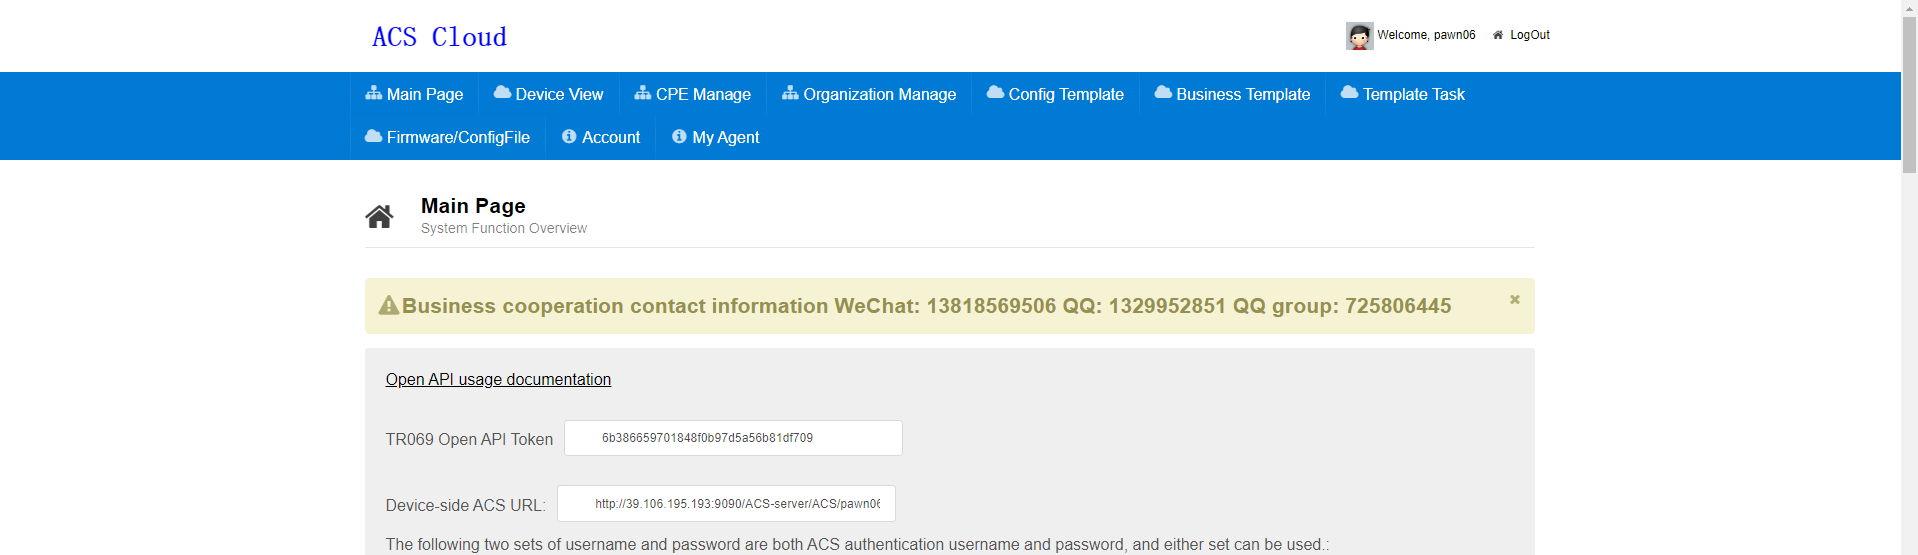 ACS Cloud
Welcome, pawn06 LogOut
Main Page Device View CPE Manage Organization Manage Config Template Business Template Template Task
Firmware/ConfigFile Account My Agent
Main Page
System Function Overview
Business cooperation contact information WeChat: 13818569506 QQ: 1329952851 QQ group: 725806445
Open API usage documentation
TR069 Open API Token 6b386659701848f0b97d5a56b81df709
Device-side ACS URL: http://39.106.195.193:9090/ACS-server/ACS/pawn06
The following two sets of username and password are both ACS authentication username and password, and either set can be used.: